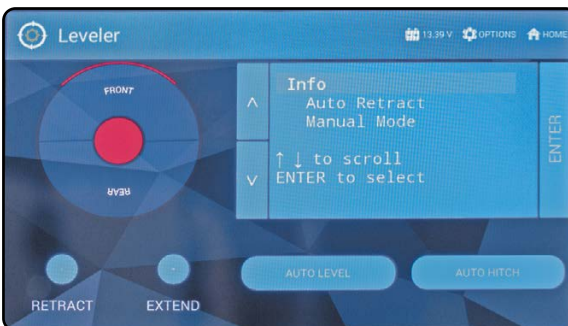 Leveler
13.39 V OPTIONS HOME
FRONT
REAR
Info
Auto Retract
Manual Mode
↑ ↓ to scroll
ENTER to select
ENTER
AUTO LEVEL
AUTO HITCH
RETRACT
EXTEND